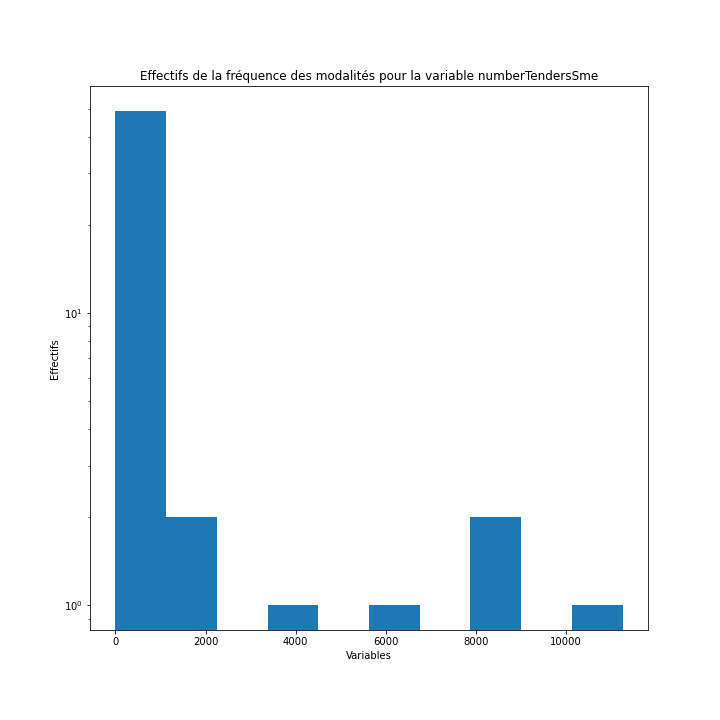 Effectifs de la fréquence des modalités pour la variable numberTendersSme
10¹
10⁰
Effectifs
0 2000 4000 6000 8000 10000
Variables